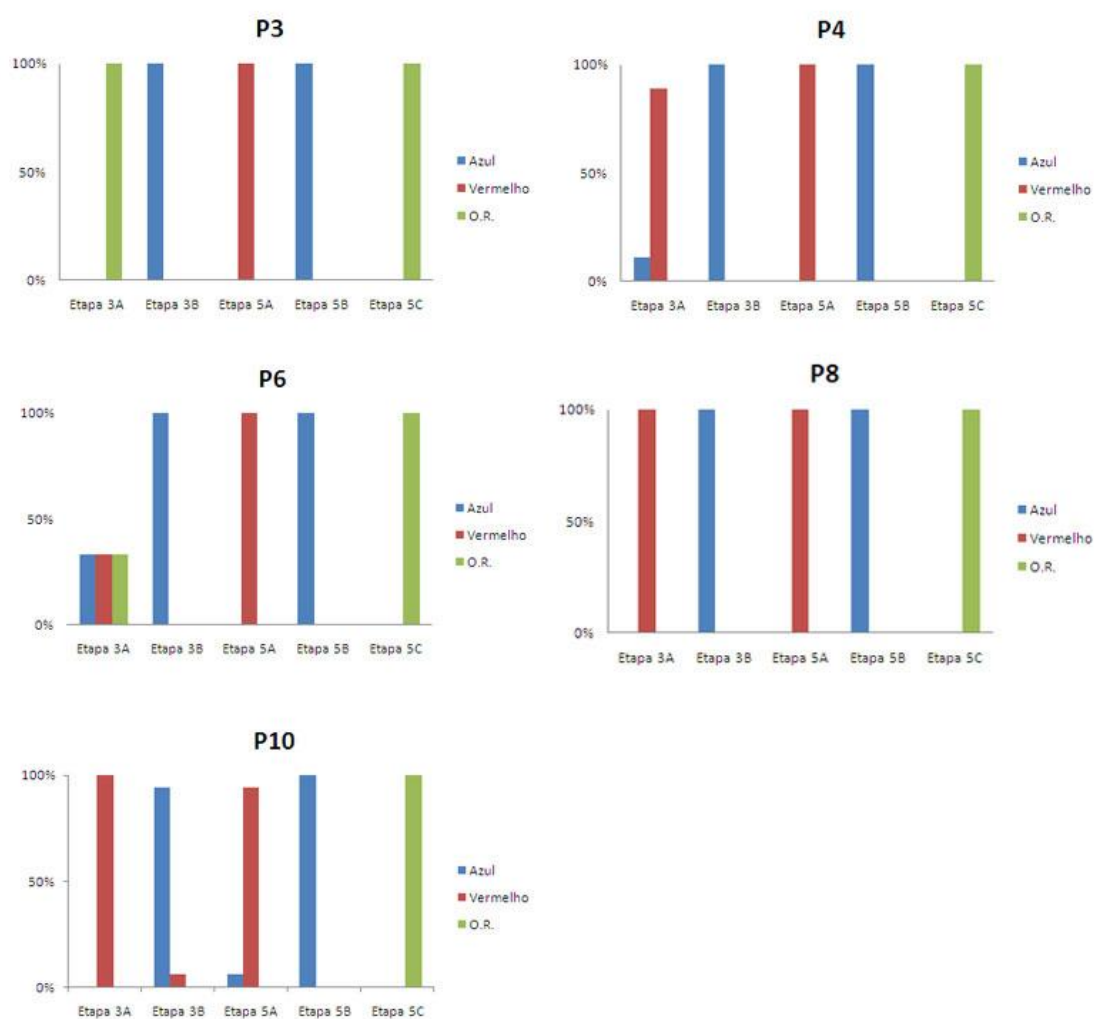 P3
100%
50%
0%
Etapa 3A Etapa 3B Etapa 5A Etapa 5B Etapa 5C
Azul
Vermelho
O.R.
P4
100%
50%
0%
Etapa 3A Etapa 3B Etapa 5A Etapa 5B Etapa 5C
Azul
Vermelho
O.R.
P6
100%
50%
0%
Etapa 3A Etapa 3B Etapa 5A Etapa 5B Etapa 5C
Azul
Vermelho
O.R.
P8
100%
50%
0%
Etapa 3A Etapa 3B Etapa 5A Etapa 5B Etapa 5C
Azul
Vermelho
O.R.
P10
100%
50%
0%
Etapa 3A Etapa 3B Etapa 5A Etapa 5B Etapa 5C
Azul
Vermelho
O.R.